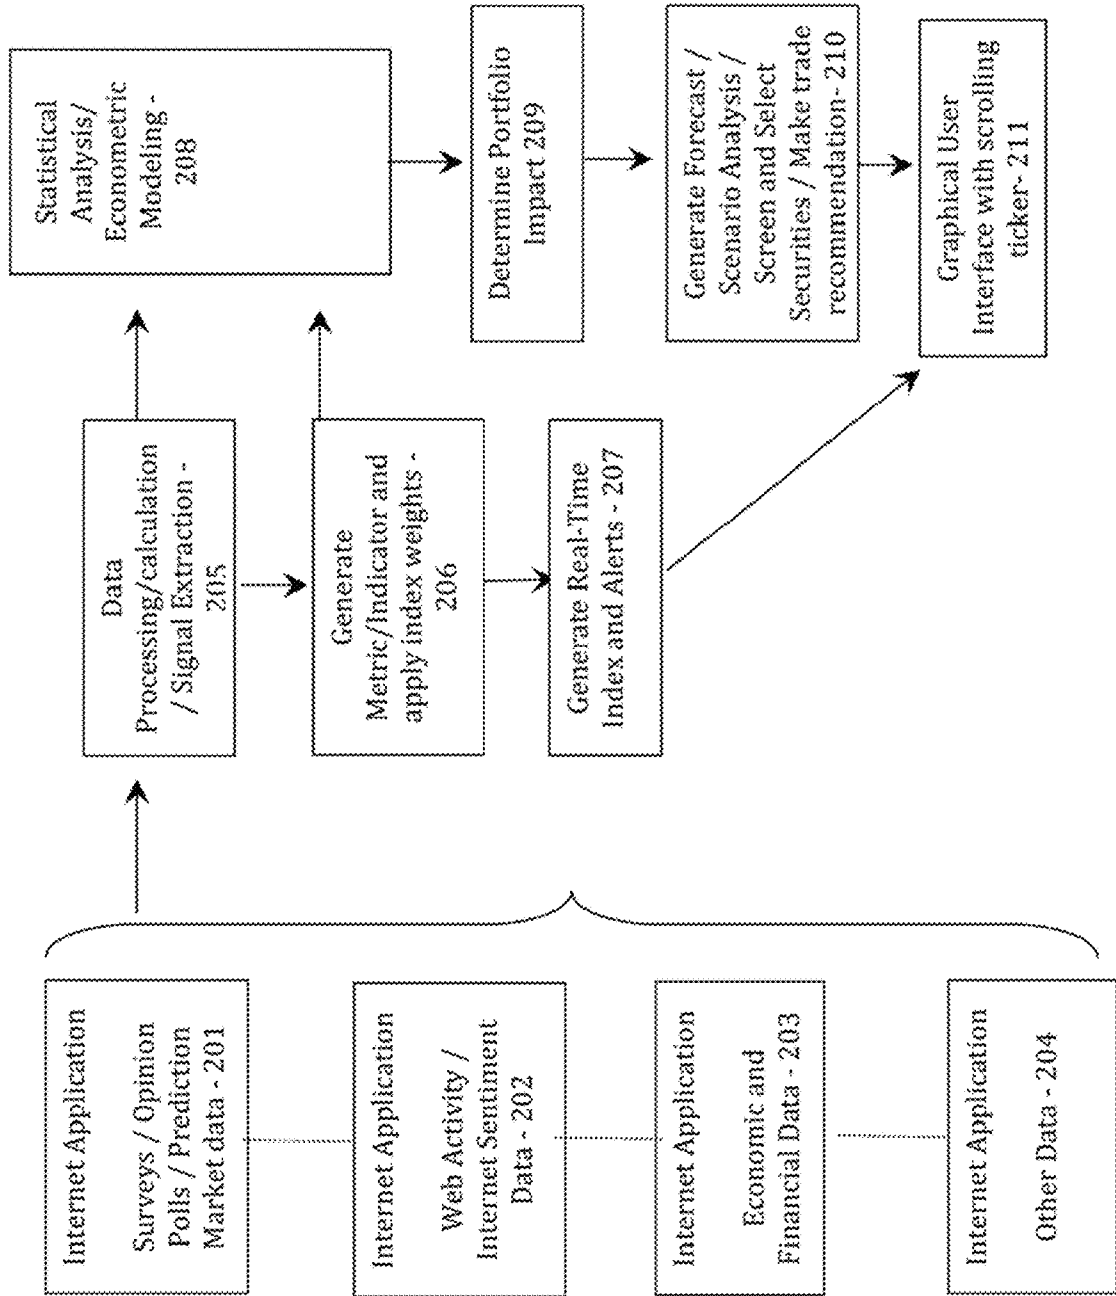 Internet Application
Surveys / Opinion
Polls / Prediction
Market data - 201
Internet Application
Web Activity /
Internet Sentiment
Data - 202
Internet Application
Economic and
Financial Data - 203
Internet Application
Other Data - 204
Data
Processing/calculation
/ Signal Extraction -
205
Generate
Metric/Indicator and
apply index weights -
206
Generate Real-Time
Index and Alerts - 207
Statistical
Analysis/
Econometric
Modeling -
208
Determine Portfolio
Impact 209
Generate Forecast /
Scenario Analysis /
Screen and Select
Securities / Make trade
recommendation- 210
Graphical User
Interface with scrolling
ticker- 211